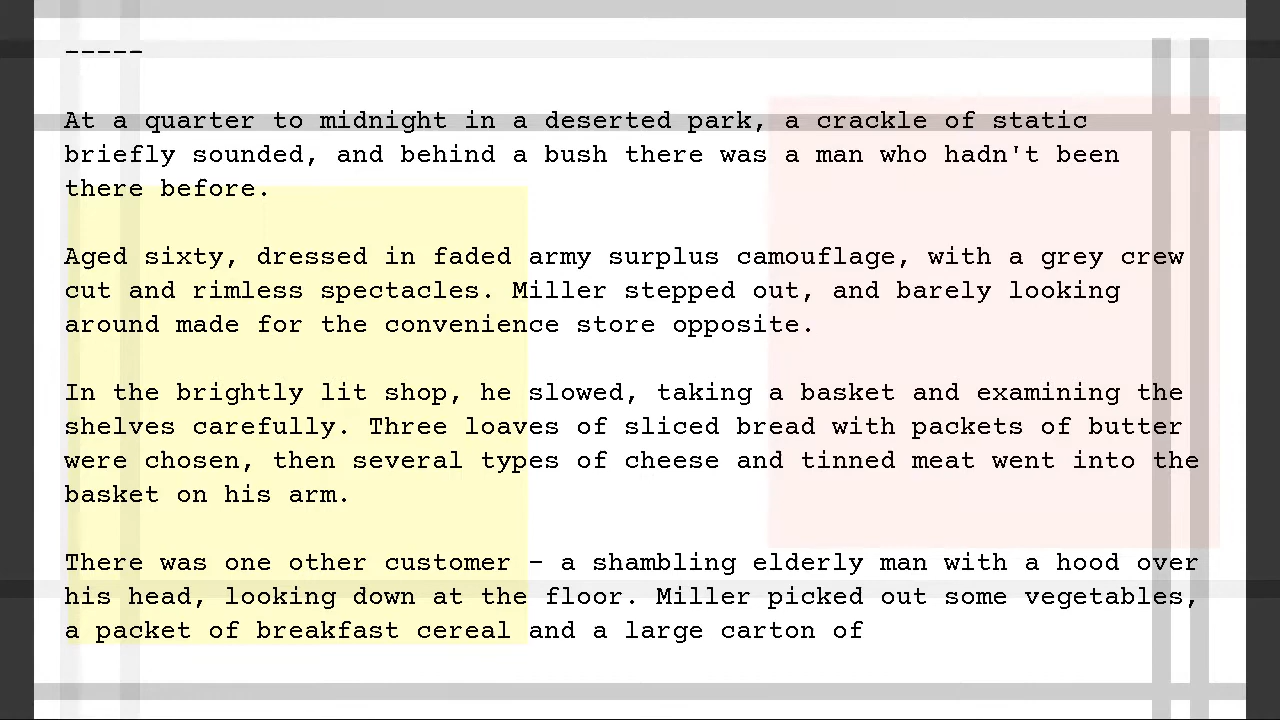 -----
At a quarter to midnight in a deserted park, a crackle of static
briefly sounded, and behind a bush there was a man who hadn't been
there before.
Aged sixty, dressed in faded army surplus camouflage, with a grey crew
cut and rimless spectacles. Miller stepped out, and barely looking
around made for the convenience store opposite.
In the brightly lit shop, he slowed, taking a basket and examining the
shelves carefully. Three loaves of sliced bread with packets of butter
were chosen, then several types of cheese and tinned meat went into the
basket on his arm.
There was one other customer – a shambling elderly man with a hood over
his head, looking down at the floor. Miller picked out some vegetables,
a packet of breakfast cereal and a large carton of